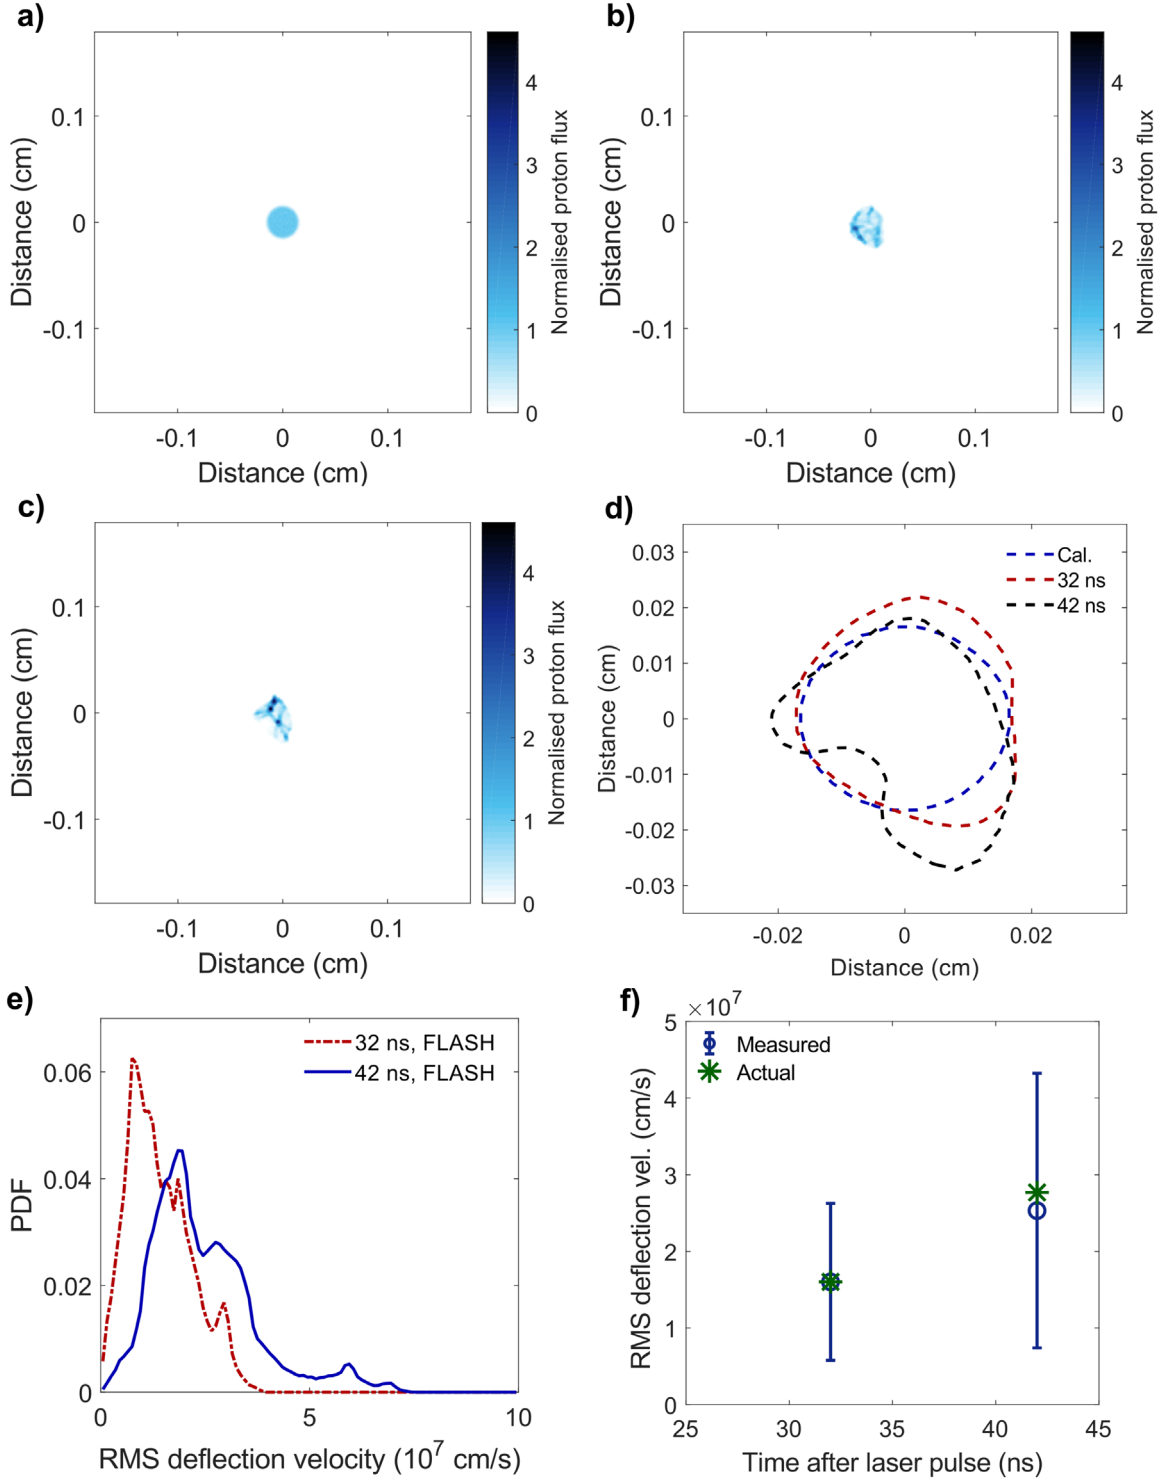 a)
0.1
0
-0.1
Distance (cm)
-0.1
0
0.1
Distance (cm)
4
3
2
1
0
Normalised proton flux
b)
0.1
0
-0.1
Distance (cm)
-0.1
0
0.1
Distance (cm)
4
3
2
1
0
Normalised proton flux
c)
0.1
0
-0.1
Distance (cm)
-0.1
0
0.1
Distance (cm)
4
3
2
1
0
Normalised proton flux
d)
0.03
0.02
0.01
0
-0.01
-0.02
-0.03
Distance (cm)
-0.02
0
0.02
Distance (cm)
Cal.
32 ns
42 ns
e)
0.06
0.04
0.02
0
PDF
0
5
10
RMS deflection velocity (10⁷ cm/s)
32 ns, FLASH
42 ns, FLASH
f)
×10⁷
5
4
3
2
1
0
RMS deflection vel. (cm/s)
25
30
35
40
45
Time after laser pulse (ns)
Measured
Actual